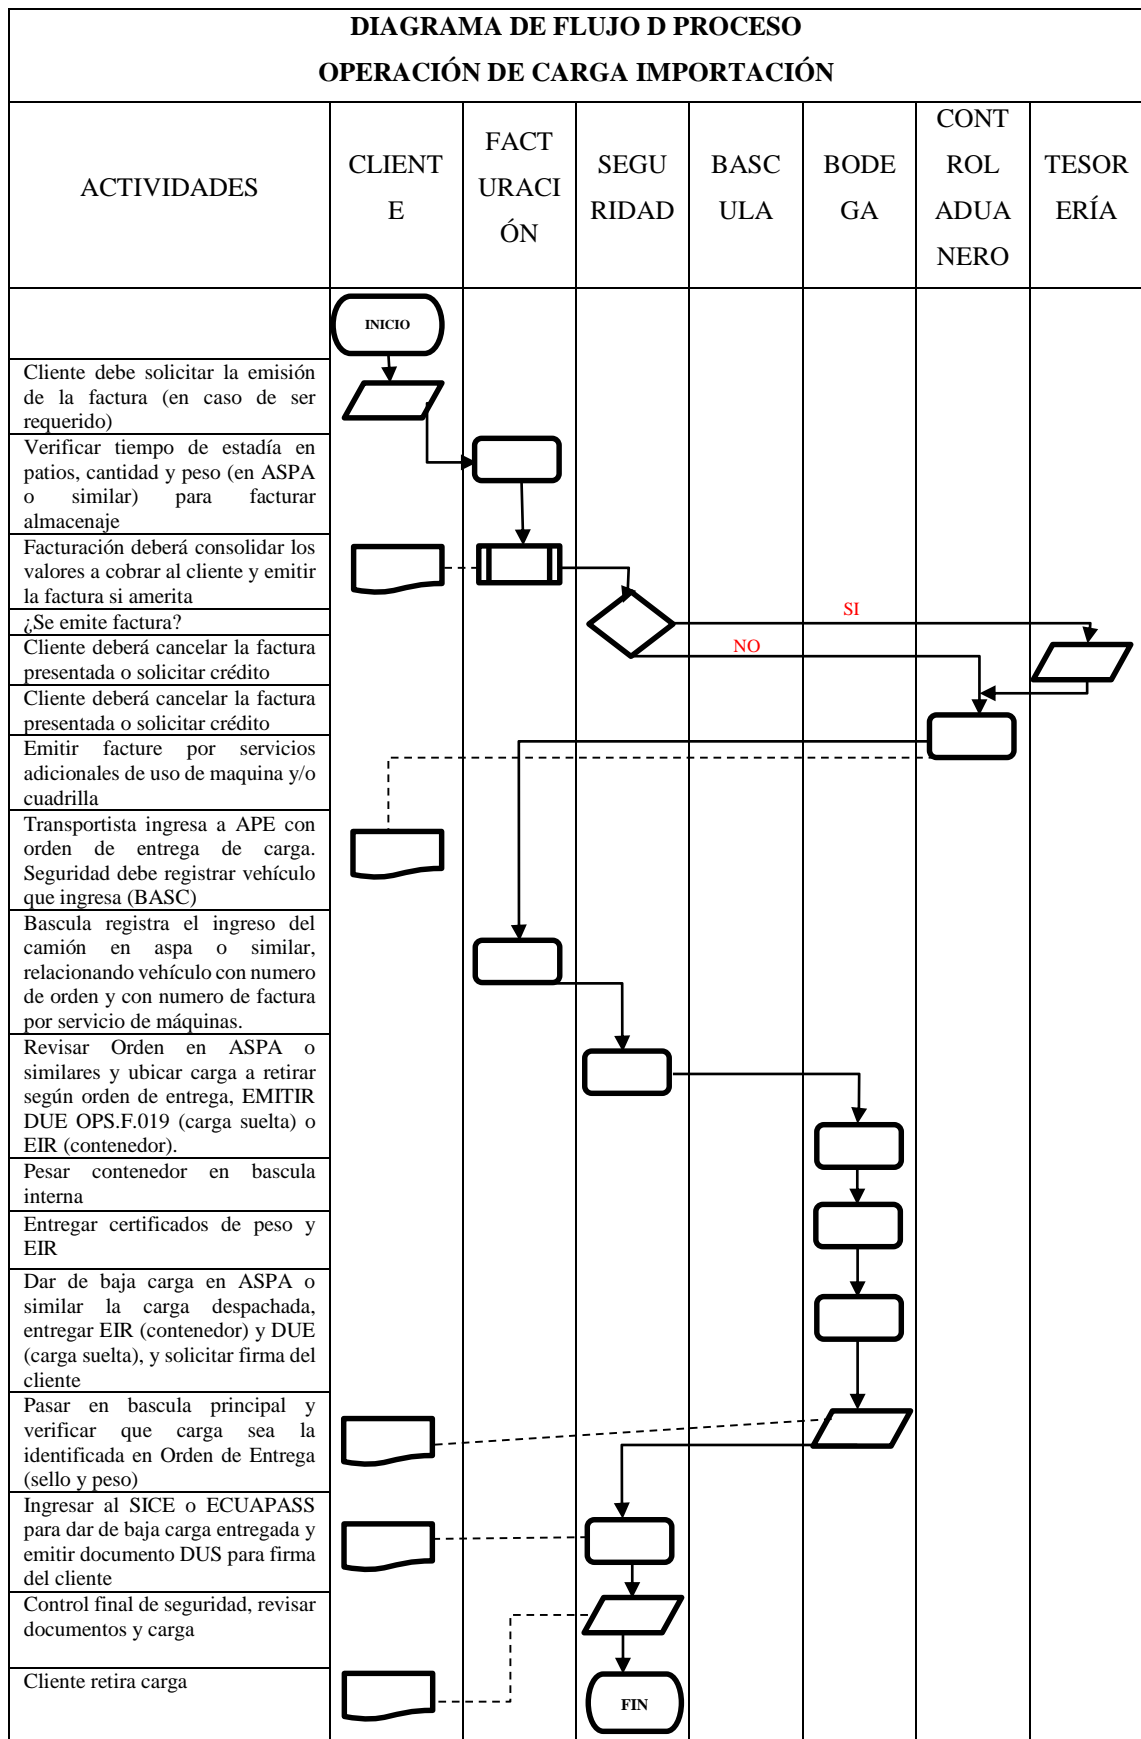 DIAGRAMA DE FLUJO D PROCESO
OPERACIÓN DE CARGA IMPORTACIÓN
ACTIVIDADES
CLIENT
E
FACT
URACI
ÓN
SEGU
RIDAD
BASC
ULA
BODE
GA
CONT
ROL
ADUA
NERO
TESOR
ERÍA
INICIO
Cliente debe solicitar la emisión
de la factura (en caso de ser
requerido)
Verificar tiempo de estadía en
patios, cantidad y peso (en ASPA
o similar) para facturar
almacenaje
Facturación deberá consolidar los
valores a cobrar al cliente y emitir
la factura si amerita
¿Se emite factura?
SI
Cliente deberá cancelar la factura
presentada o solicitar crédito
NO
Cliente deberá cancelar la factura
presentada o solicitar crédito
Emitir facture por servicios
adicionales de uso de maquina y/o
cuadrilla
Transportista ingresa a APE con
orden de entrega de carga.
Seguridad debe registrar vehículo
que ingresa (BASC)
Bascula registra el ingreso del
camión en aspa o similar,
relacionando vehículo con numero
de orden y con numero de factura
por servicio de máquinas.
Revisar Orden en ASPA o
similares y ubicar carga a retirar
según orden de entrega, EMITIR
DUE OPS.F.019 (carga suelta) o
EIR (contenedor).
Pesar contenedor en bascula
interna
Entregar certificados de peso y
EIR
Dar de baja carga en ASPA o
similar la carga despachada,
entregar EIR (contenedor) y DUE
(carga suelta), y solicitar firma del
cliente
Pasar en bascula principal y
verificar que carga sea la
identificada en Orden de Entrega
(sello y peso)
Ingresar al SICE o ECUAPASS
para dar de baja carga entregada y
emitir documento DUS para firma
del cliente
Control final de seguridad, revisar
documentos y carga
Cliente retira carga
FIN